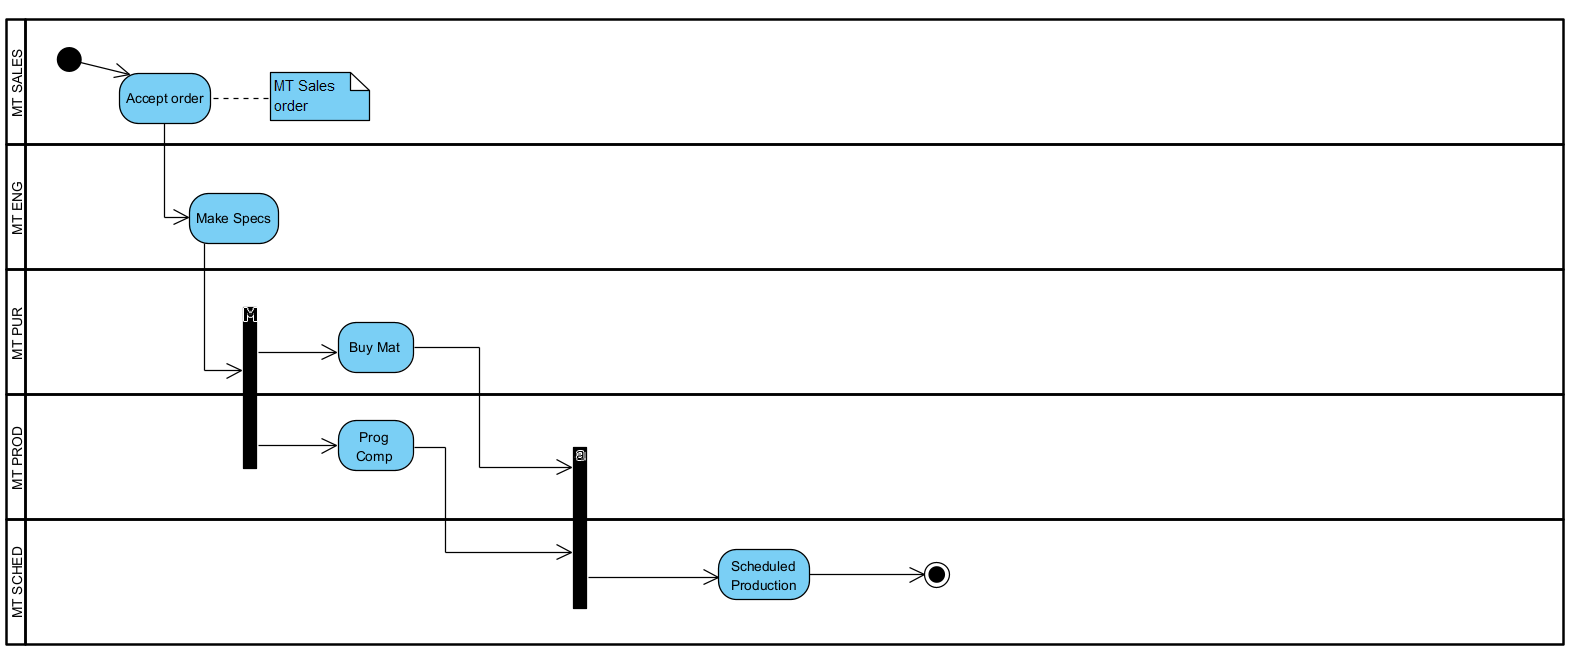 MT SALES
Accept order
MT Sales
order
MT ENG
Make Specs
MT PUR
M
Buy Mat
MT PROD
Prog
Comp
@
MT SCHED
Scheduled
Production